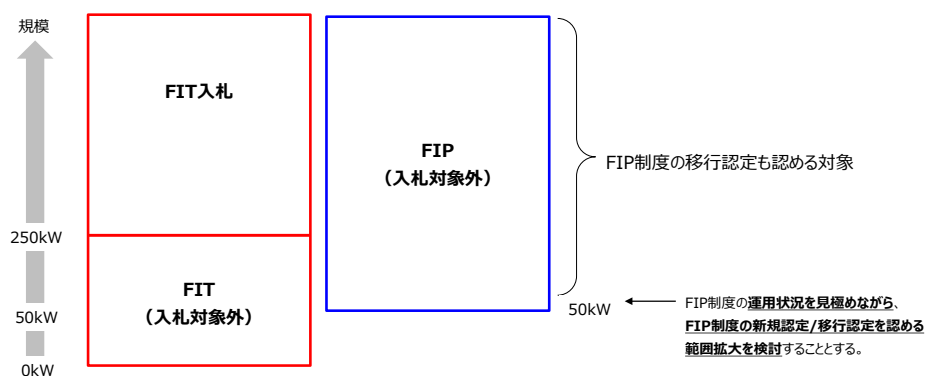 規模
FIT入札
FIP
（入札対象外）
FIP制度の移行認定も認める対象
250kW
FIT
（入札対象外）
50kW
0kW
50kW
FIP制度の運用状況を見極めながら、
FIP制度の新規認定/移行認定を認める
範囲拡大を検討することとする。